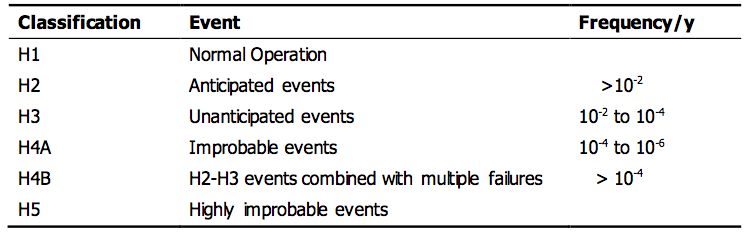 Classification Event Frequency/y
H1 Normal Operation
H2 Anticipated events >10⁻²
H3 Unanticipated events 10⁻² to 10⁻⁴
H4A Improbable events 10⁻⁴ to 10⁻⁶
H4B H2-H3 events combined with multiple failures > 10⁻⁴
H5 Highly improbable events